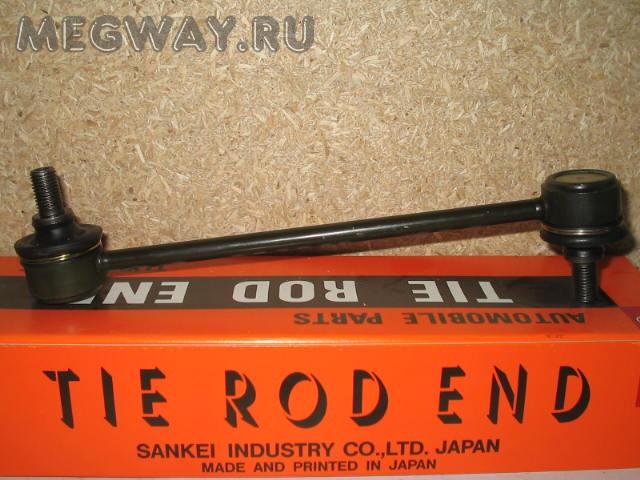 MEGWAY.RU
TIE ROD END
AUTOMOBILE PARTS
TIE ROD END
SANKEI INDUSTRY CO.,LTD. JAPAN
MADE AND PRINTED IN JAPAN